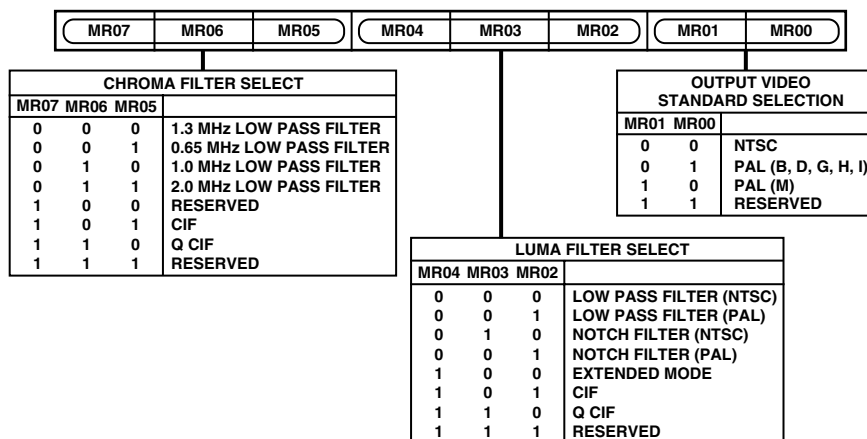 MR07 MR06 MR05 MR04 MR03 MR02 MR01 MR00
CHROMA FILTER SELECT
MR07 MR06 MR05
0 0 0 1.3 MHz LOW PASS FILTER
0 0 1 0.65 MHz LOW PASS FILTER
0 1 0 1.0 MHz LOW PASS FILTER
0 1 1 2.0 MHz LOW PASS FILTER
1 0 0 RESERVED
1 0 1 CIF
1 1 0 Q CIF
1 1 1 RESERVED
OUTPUT VIDEO
STANDARD SELECTION
MR01 MR00
0 0 NTSC
0 1 PAL (B, D, G, H, I)
1 0 PAL (M)
1 1 RESERVED
LUMA FILTER SELECT
MR04 MR03 MR02
0 0 0 LOW PASS FILTER (NTSC)
0 0 1 LOW PASS FILTER (PAL)
0 1 0 NOTCH FILTER (NTSC)
0 0 1 NOTCH FILTER (PAL)
1 0 0 EXTENDED MODE
1 0 1 CIF
1 1 0 Q CIF
1 1 1 RESERVED